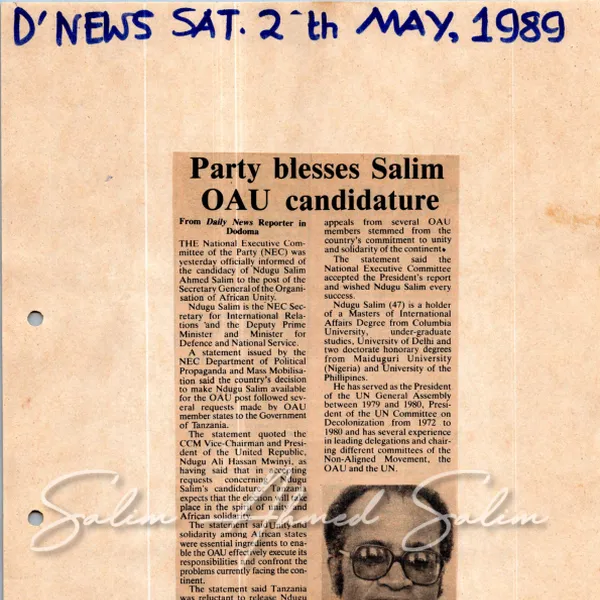 D'NEWS SAT. 2 th MAY, 1989
Party blesses Salim
OAU candidature
From Daily News Reporter in
Dodoma
THE National Executive Com-
mittee of the Party (NEC) was
yesterday officially informed of
the candidacy of Ndugu Salim
Ahmed Salim to the post of the
Secretary General of the Organi-
sation of African Unity.
Ndugu Salim is the NEC Sec-
retary for International Rela-
tions and the Deputy Prime
Minister and Minister for
Defence and National Service.
A statement issued by the
NEC Department of Political
Propaganda and Mass Mobilisa-
tion said the country's decision
to make Ndugu Salim available
for the OAU post followed sev-
eral requests made by OAU
member states to the Government
of Tanzania.
The statement quoted the
CCM Vice-Chairman and Presi-
dent of the United Republic,
Ndugu Ali Hassan Mwinyi, as
having said that in accepting
requests concerning Ndugu
Salim's candidature, Tanzania
expects that the election will take
place in the spirit of unity and
African solidarity.
The statement said Unity and
solidarity among African states
were essential ingredients to ena-
ble the OAU effectively execute its
responsibilities and confront the
problems currently facing the con-
tinent.
The statement said Tanzania
was reluctant to release Ndugu
appeals from several OAU
members stemmed from the
country's commitment to unity
and solidarity of the continent.
The statement said the
National Executive Committee
accepted the President's report
and wished Ndugu Salim every
success.
Ndugu Salim (47) is a holder
of a Masters of International
Affairs Degree from Columbia
University, under-graduate
studies, University of Delhi and
two doctorate honorary degrees
from Maiduguri University
(Nigeria) and University of the
Phillipines.
He has served as the President
of the UN General Assembly
between 1979 and 1980, Presi-
dent of the UN Committee on
Decolonization from 1972 to
1980 and has several experience
in leading delegations and chair-
ing different committees of the
Non-Aligned Movement, the
OAU and the UN.
Salim Ahmed Salim